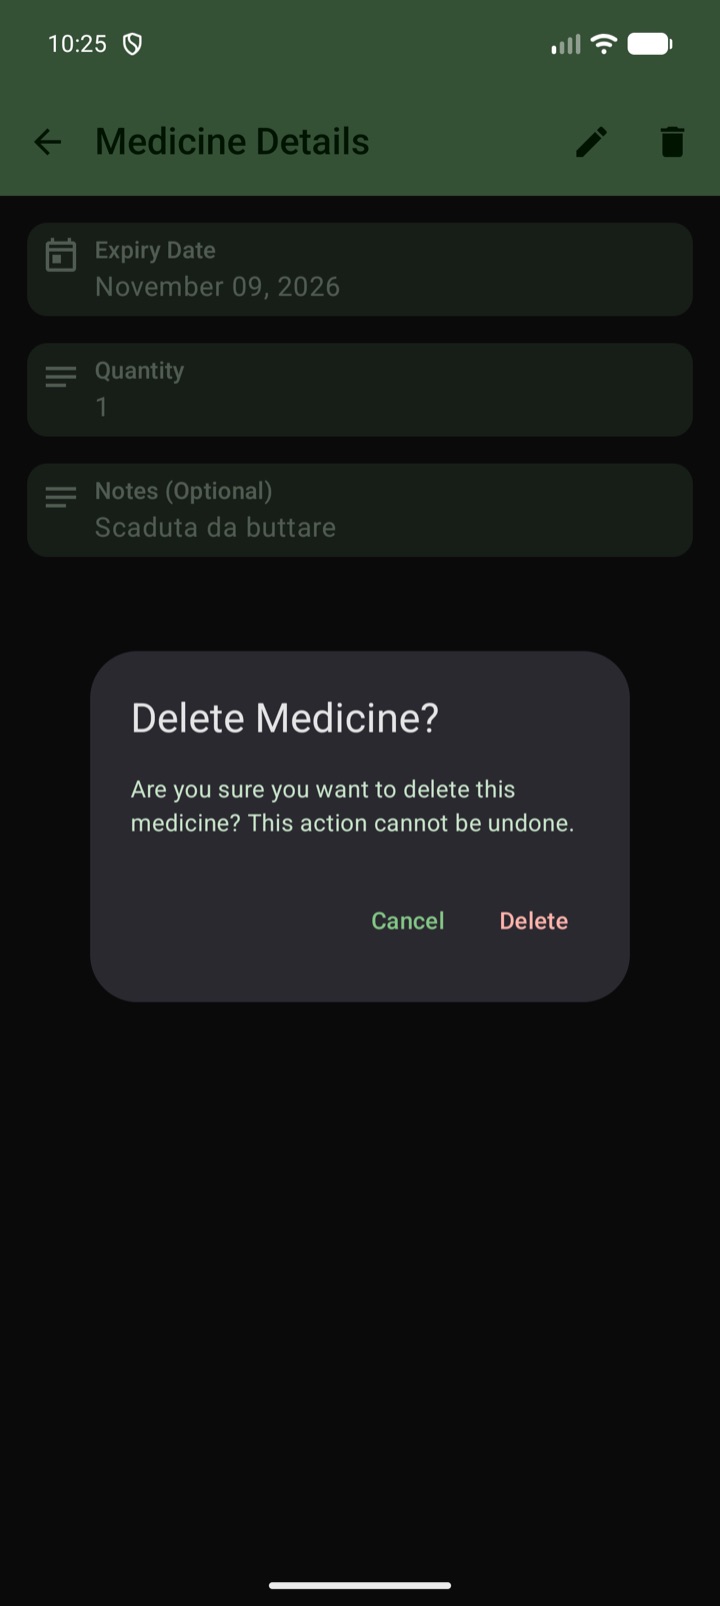 10:25
Medicine Details
Expiry Date
November 09, 2026
Quantity
1
Notes (Optional)
Scaduta da buttare
Delete Medicine?
Are you sure you want to delete this
medicine? This action cannot be undone.
Cancel Delete